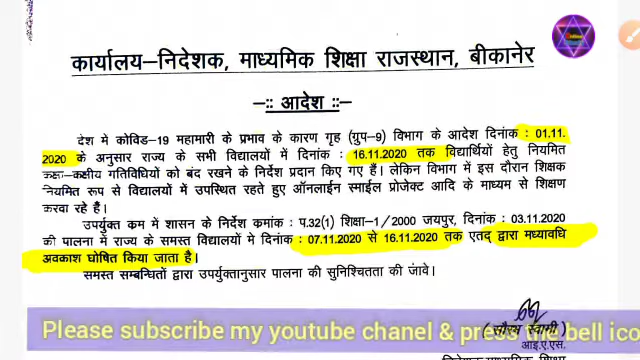 कार्यालय–निदेशक, माध्यमिक शिक्षा राजस्थान, बीकानेर
–:: आदेश ::–
देश मे कोविड–19 महामारी के प्रभाव के कारण गृह (ग्रुप–9) विभाग के आदेश दिनांक : 01.11.
2020 के अनुसार राज्य के सभी विद्यालयों में दिनांक : 16.11.2020 तक विद्यार्थियों हेतु नियमित
कक्षा–कक्षीय गतिविधियों को बंद रखने के निर्देश प्रदान किए गए हैं। लेकिन विभाग में इस दौरान शिक्षक
नियमित रूप से विद्यालयों में उपस्थित रहते हुए ऑनलाईन स्माईल प्रोजेक्ट आदि के माध्यम से शिक्षण
करवा रहे हैं।
उपर्युक्त कम में शासन के निर्देश कमांक : प.32(1) शिक्षा–1/2000 जयपुर, दिनांक : 03.11.2020
की पालना में राज्य के समस्त विद्यालयों मे दिनांक : 07.11.2020 से 16.11.2020 तक एतद् द्वारा मध्यावधि
अवकाश घोषित किया जाता है।
समस्त सम्बन्धितों द्वारा उपर्युक्तानुसार पालना की सुनिश्चितता की जावे।
Please subscribe my youtube chanel & press the bell ico
(सौरभ स्वामी)
आई.ए.एस.